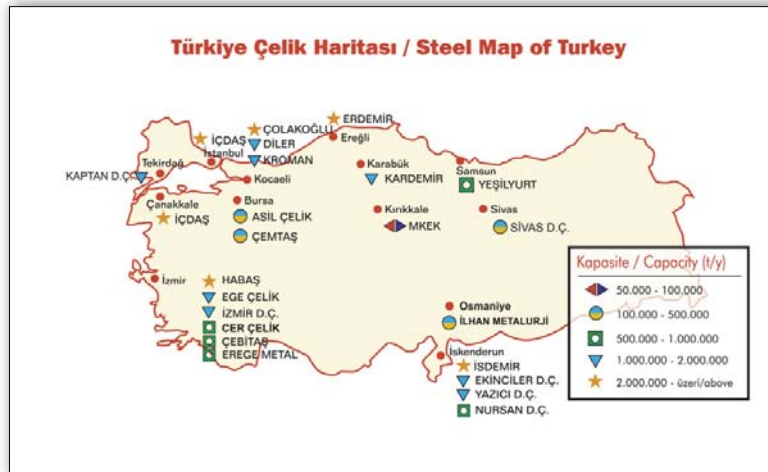 Türkiye Çelik Haritası / Steel Map of Turkey
ERDEMİR
Ereğli
ÇOLAKOĞLU
DİLER
KROMAN
İÇDAŞ
İstanbul
Tekirdağ
KAPTAN D.Ç.
Kocaeli
Karabük
KARDEMİR
Samsun
YEŞİLYURT
Çanakkale
İÇDAŞ
Bursa
ASİL ÇELİK
ÇEMTAŞ
Kırıkkale
MKEK
Sivas
SİVAS D.Ç.
İzmir
HABAŞ
EGE ÇELİK
İZMİR D.Ç.
CER ÇELİK
ÇEBİTAŞ
EREGE METAL
Osmaniye
İLHAN METALURJİ
İskenderun
İSDEMİR
EKİNCİLER D.Ç.
YAZICI D.Ç.
NURSAN D.Ç.
Kapasite / Capacity (t/y)
50.000 - 100.000
100.000 - 500.000
500.000 - 1.000.000
1.000.000 - 2.000.000
2.000.000 - üzeri/above